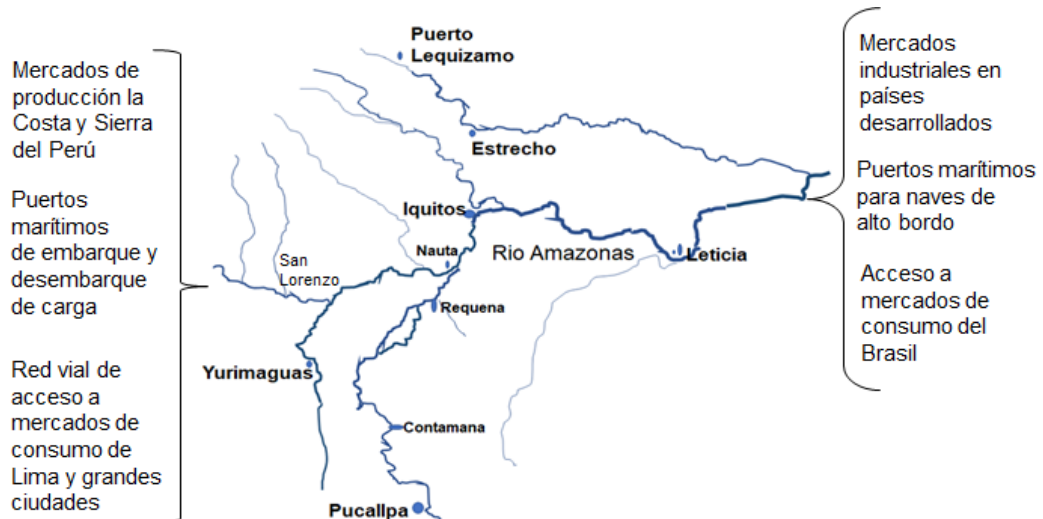 Mercados de
producción la
Costa y Sierra
del Perú
Puertos
marítimos
de embarque y
desembarque
de carga
Red vial de
acceso a
mercados de
consumo de
Lima y grandes
ciudades
Puerto
Lequizamo
Estrecho
Iquitos
Nauta
Rio Amazonas
Leticia
San
Lorenzo
Requena
Yurimaguas
Contamana
Pucallpa
Mercados
industriales en
países
desarrollados
Puertos marítimos
para naves de
alto bordo
Acceso a
mercados de
consumo del
Brasil